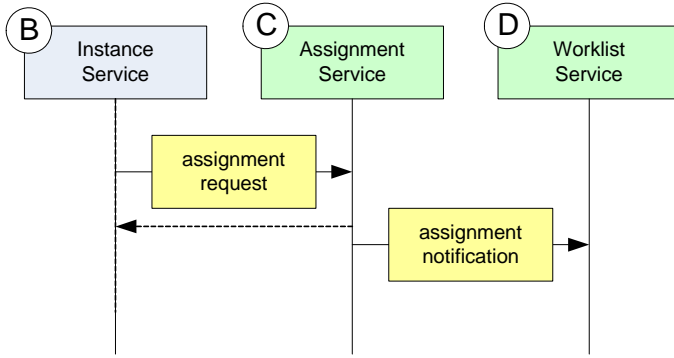 B
Instance
Service
C
Assignment
Service
D
Worklist
Service
assignment
request
assignment
notification